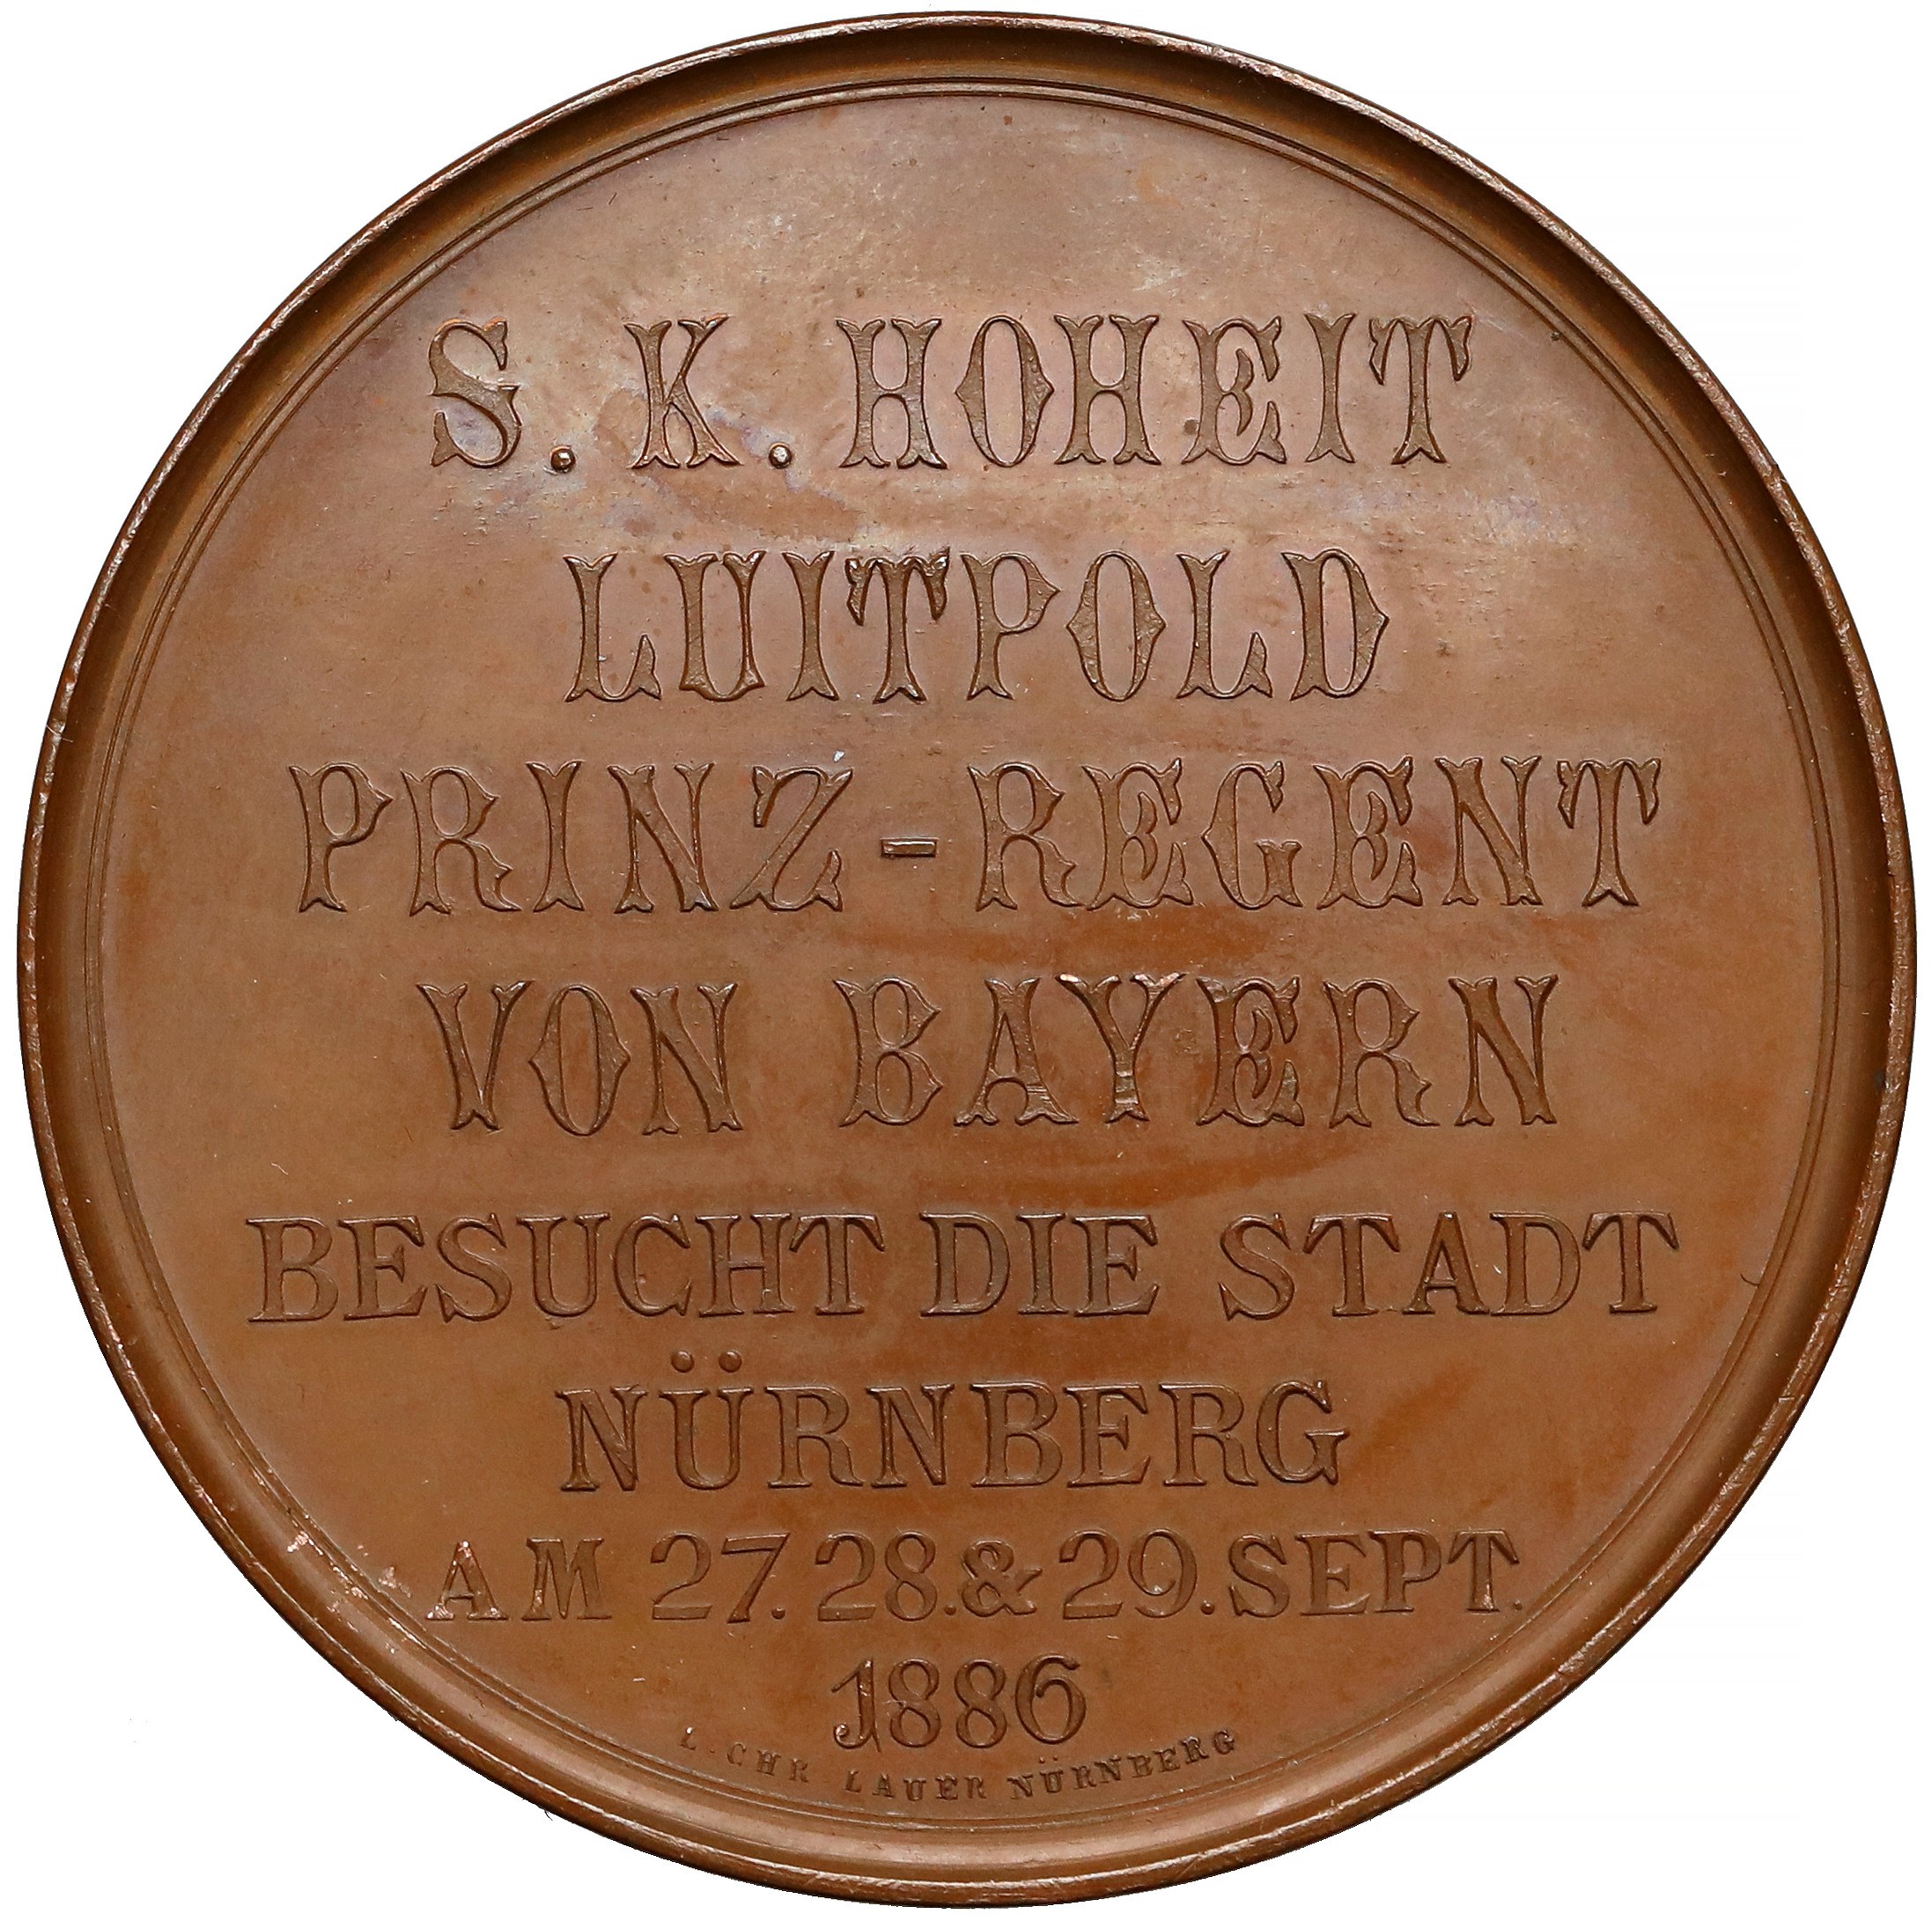 S. K. HOHEIT
LUITPOLD
PRINZ-REGENT
VON BAYERN
BESUCHT DIE STADT
NÜRNBERG
AM 27. 28. & 29. SEPT.
1886
L. CHR LAUER NÜRNBERG